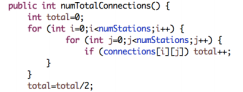 public int numTotalConnections() {
int total=0;
for (int i=0;i<numStations;i++) {
for (int j=0;j<numStations;j++) {
if (connections[i][j]) total++;
}
}
total=total/2;